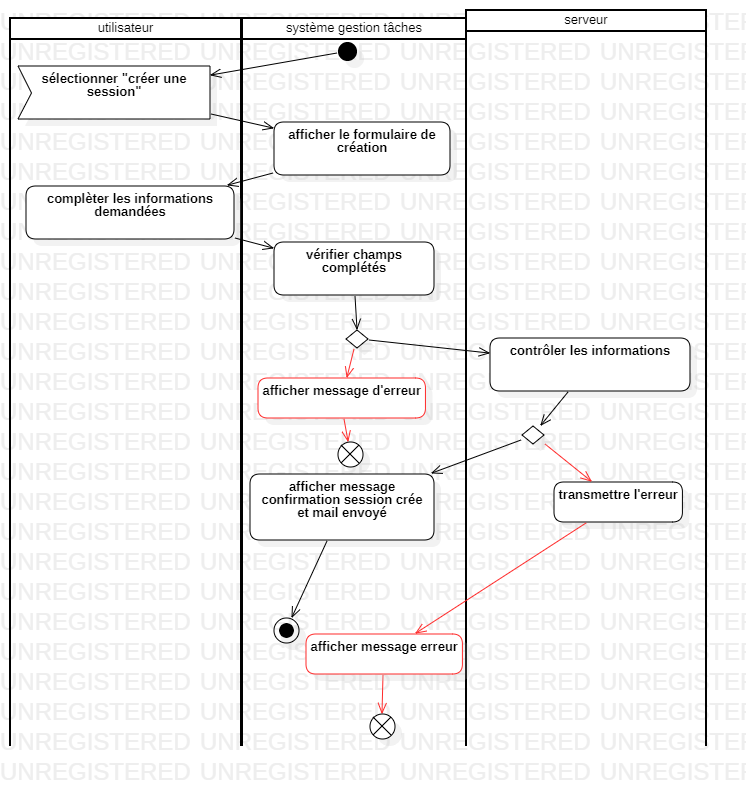 utilisateur
système gestion tâches
serveur
sélectionner "créer une
session"
afficher le formulaire de
création
complèter les informations
demandées
vérifier champs
complétés
contrôler les informations
afficher message d'erreur
afficher message
confirmation session crée
et mail envoyé
transmettre l'erreur
afficher message erreur
UNREGISTERED